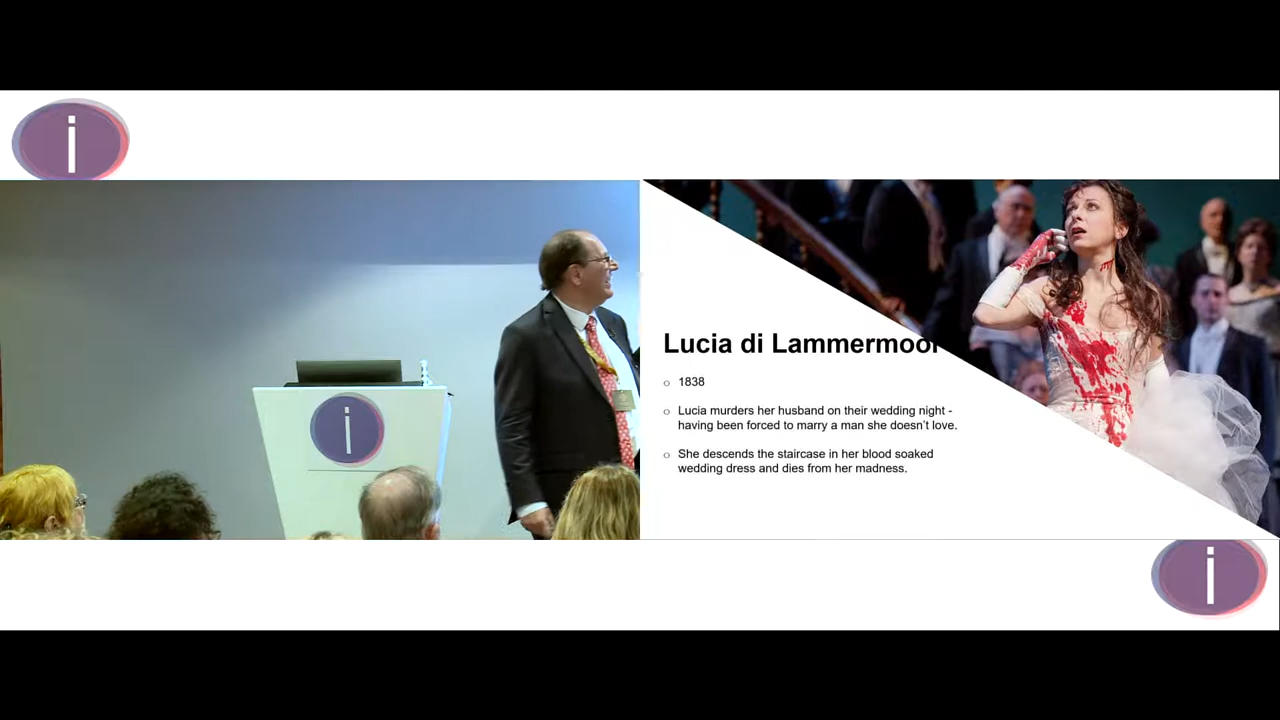 i
i
Lucia di Lammermoor
1838
Lucia murders her husband on their wedding night -
having been forced to marry a man she doesn't love.
She descends the staircase in her blood soaked
wedding dress and dies from her madness.
i